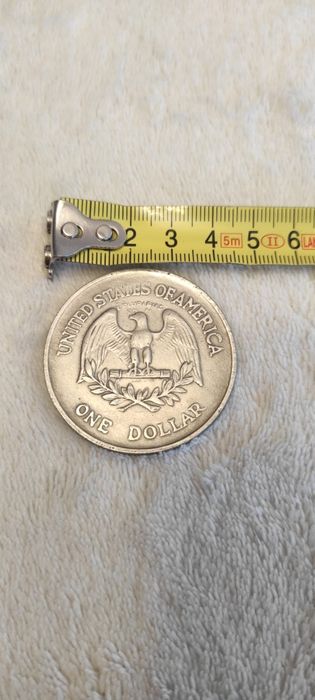 2 3 4 5m 5 II 6
UNITED STATES OF AMERICA
ONE DOLLAR